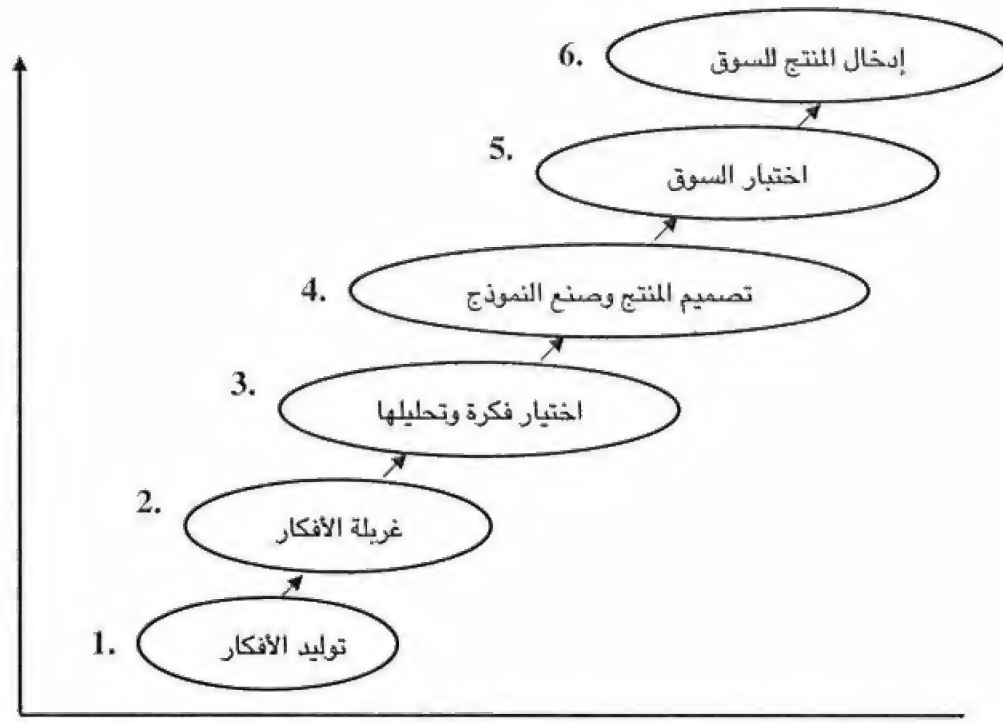 6. إدخال المنتج للسوق
5. اختبار السوق
4. تصميم المنتج وصنع النموذج
3. اختيار فكرة وتحليلها
2. غربلة الأفكار
1. توليد الأفكار